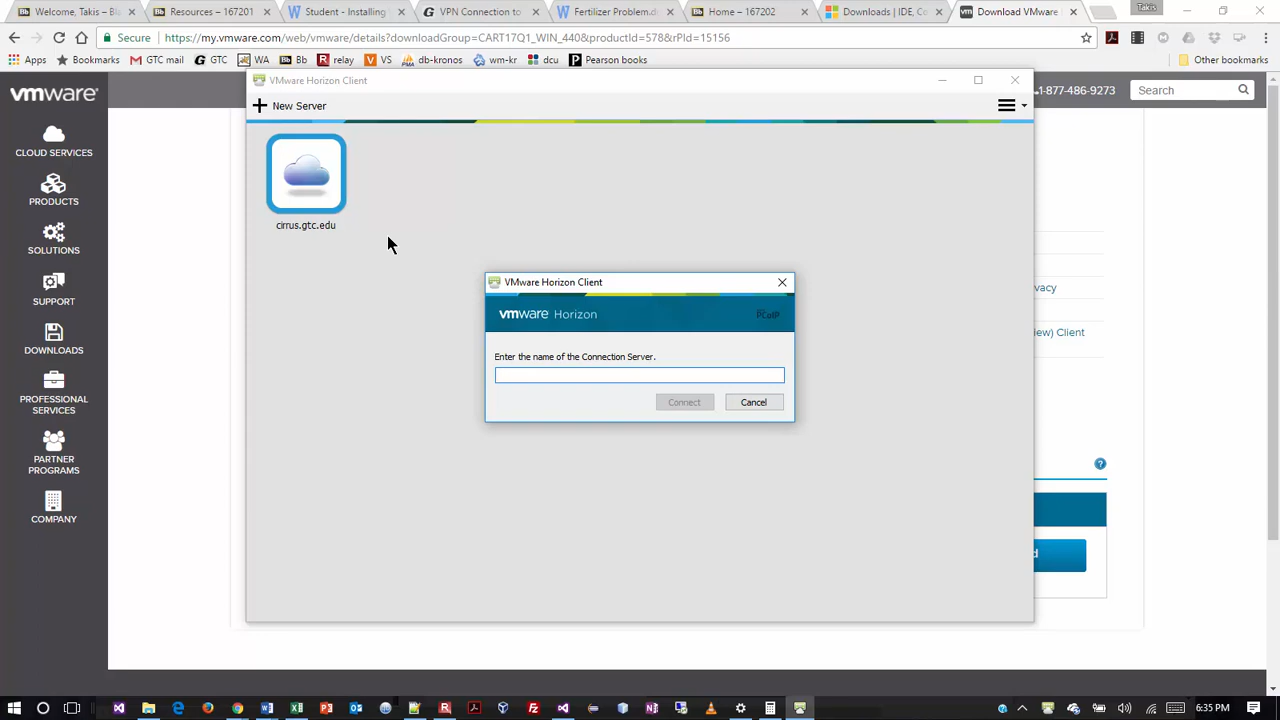 Welcome, Takis – Bla
Resources – 167201
Student - Installing
VPN Connection to
Fertilizer Problem.d
Home – 167202
Downloads | IDE, Co
Download VMware
Takis
Secure
https://my.vmware.com/web/vmware/details?downloadGroup=CART17Q1_WIN_440&productId=578&rPId=15156
Apps
Bookmarks
GTC mail
GTC
WA
Bb
relay
VS
db-kronos
wm-kr
dcu
Pearson books
Other bookmarks
vmware
1-877-486-9273
Search
CLOUD SERVICES
PRODUCTS
SOLUTIONS
SUPPORT
DOWNLOADS
PROFESSIONAL
SERVICES
PARTNER
PROGRAMS
COMPANY
VMware Horizon Client
New Server
cirrus.gtc.edu
VMware Horizon Client
vmware Horizon
PCoIP
Enter the name of the Connection Server.
Connect
Cancel
vacy
iew) Client
d
6:35 PM